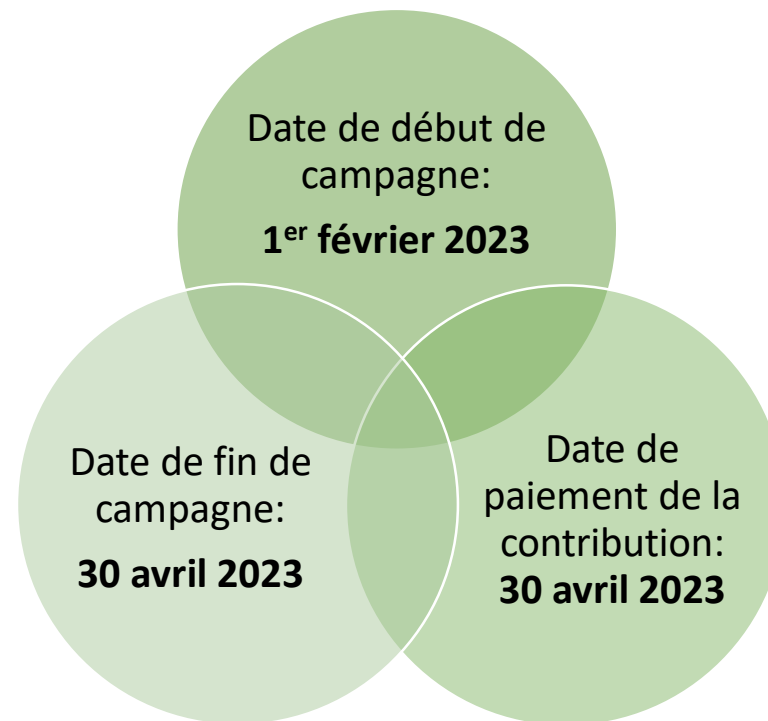 Date de début de
campagne:
1er février 2023
Date de fin de
campagne:
30 avril 2023
Date de
paiement de la
contribution:
30 avril 2023